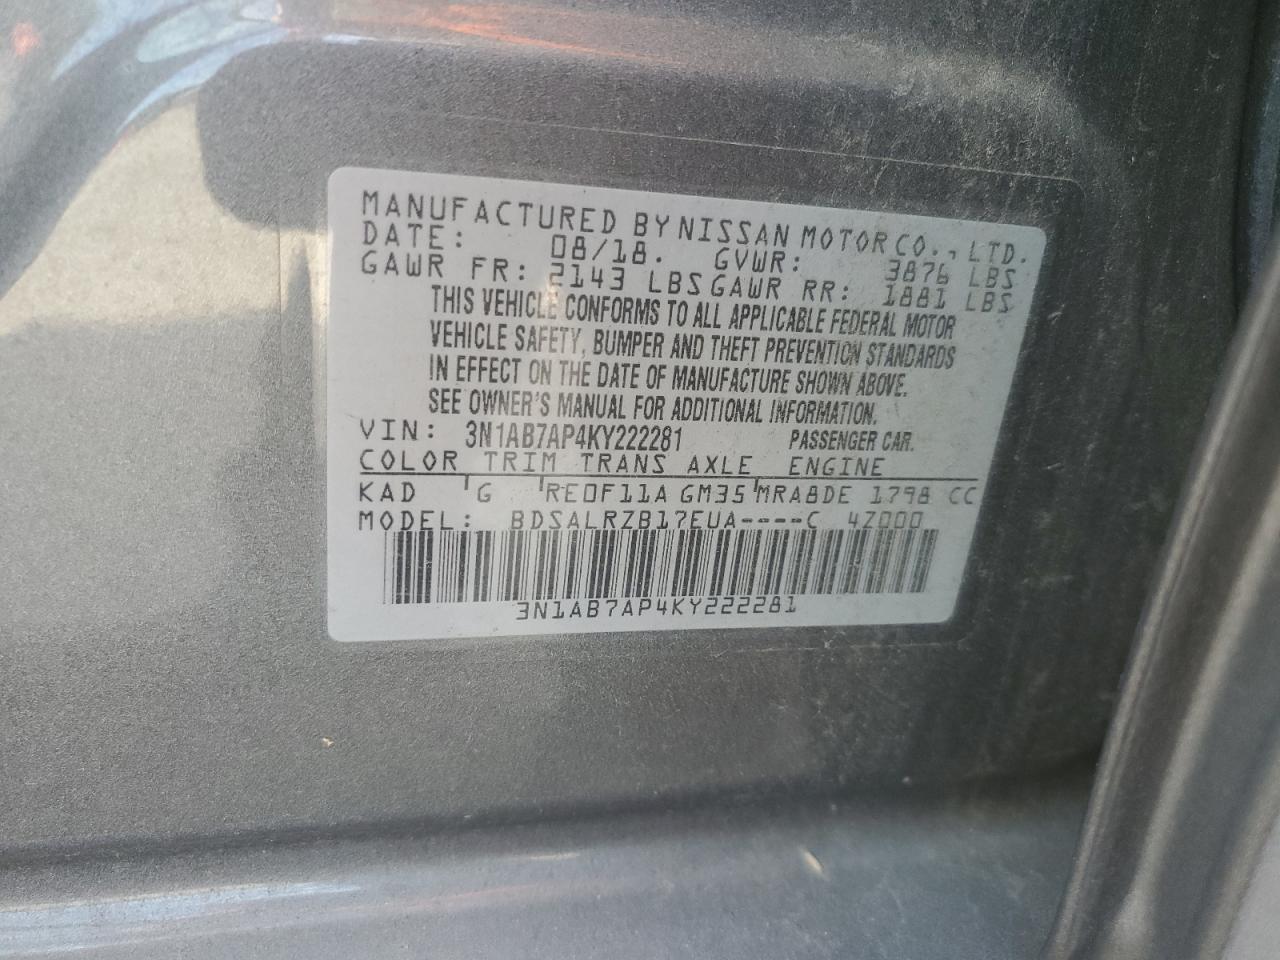 MANUFACTURED BY NISSAN MOTOR CO., LTD.
DATE: 08/18. GVWR: 3876 LBS
GAWR FR: 2143 LBS GAWR RR: 1881 LBS
THIS VEHICLE CONFORMS TO ALL APPLICABLE FEDERAL MOTOR
VEHICLE SAFETY, BUMPER AND THEFT PREVENTION STANDARDS
IN EFFECT ON THE DATE OF MANUFACTURE SHOWN ABOVE.
SEE OWNER'S MANUAL FOR ADDITIONAL INFORMATION.
VIN: 3N1AB7AP4KY222281 PASSENGER CAR.
COLOR TRIM TRANS AXLE ENGINE
KAD G RE0F11A GM35 MRA8DE 1798 CC
MODEL: BDSALRZB17EUA----C 4Z000
3N1AB7AP4KY222281